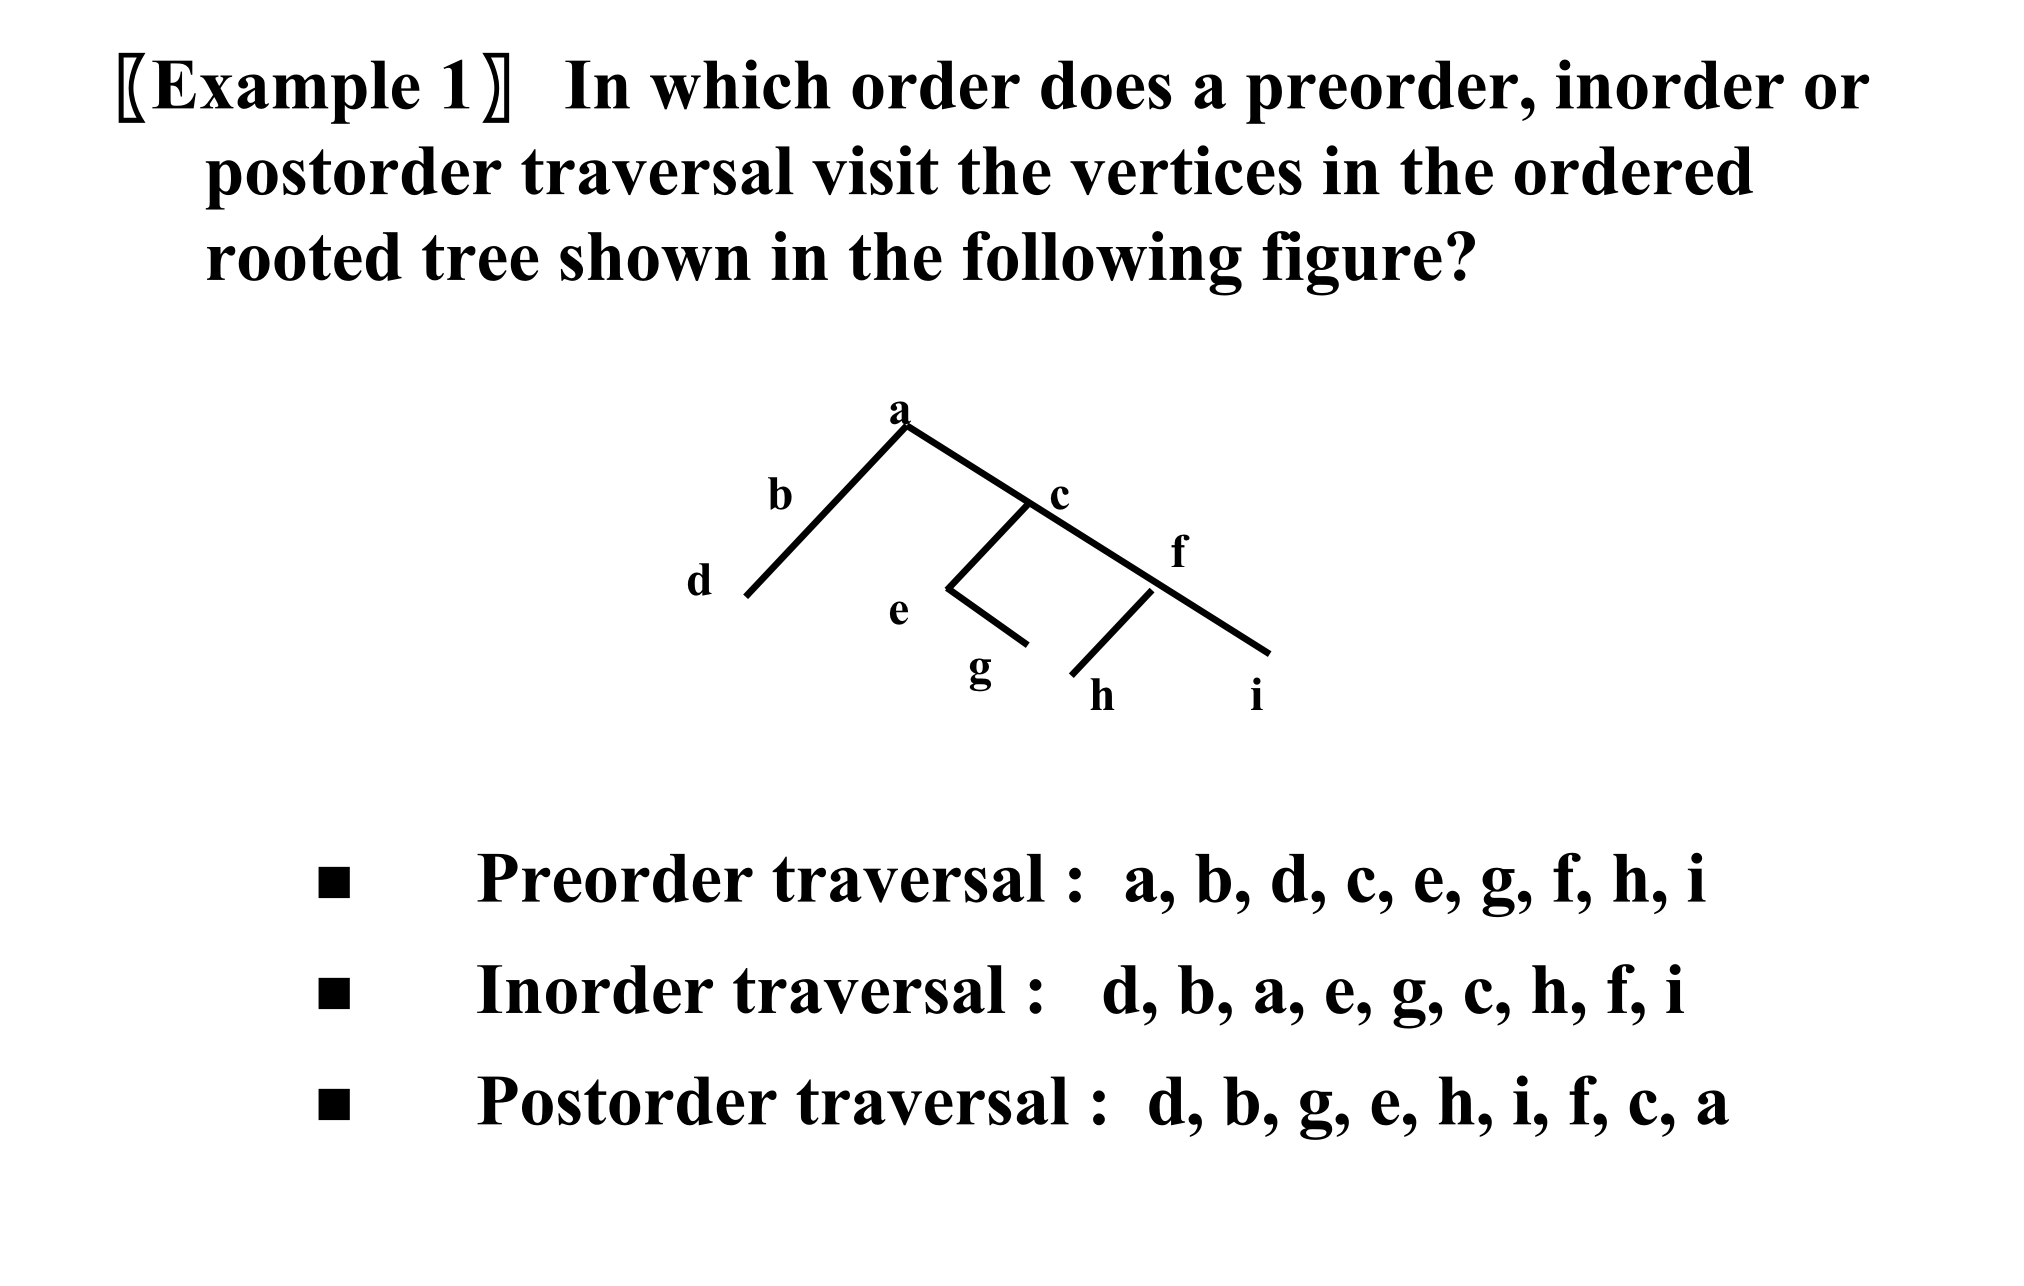 〖Example 1〗 In which order does a preorder, inorder or
postorder traversal visit the vertices in the ordered
rooted tree shown in the following figure?
a
b
c
f
d
e
g
h
i
■ Preorder traversal : a, b, d, c, e, g, f, h, i
■ Inorder traversal : d, b, a, e, g, c, h, f, i
■ Postorder traversal : d, b, g, e, h, i, f, c, a